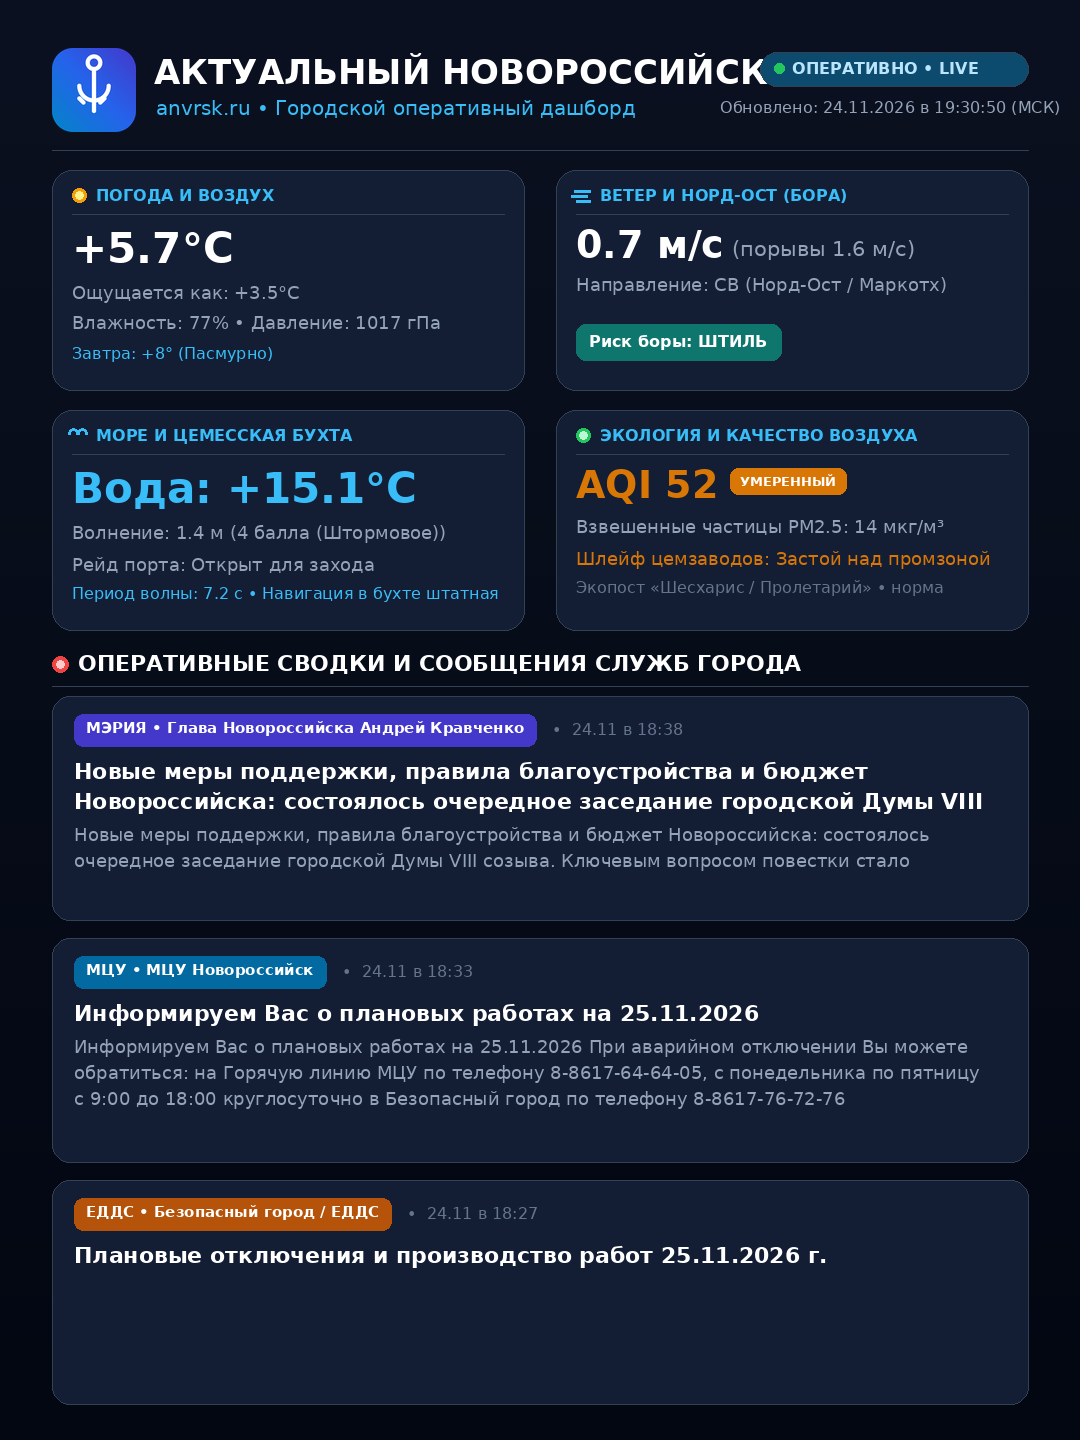 АКТУАЛЬНЫЙ НОВОРОССИЙСК
ОПЕРАТИВНО • LIVE
anvrsk.ru • Городской оперативный дашборд
Обновлено: 24.11.2026 в 19:30:50 (МСК)
ПОГОДА И ВОЗДУХ
+5.7°C
Ощущается как: +3.5°C
Влажность: 77% • Давление: 1017 гПа
Завтра: +8° (Пасмурно)
ВЕТЕР И НОРД-ОСТ (БОРА)
0.7 м/с (порывы 1.6 м/с)
Направление: СВ (Норд-Ост / Маркотх)
Риск боры: ШТИЛЬ
МОРЕ И ЦЕМЕССКАЯ БУХТА
Вода: +15.1°C
Волнение: 1.4 м (4 балла (Штормовое))
Рейд порта: Открыт для захода
Период волны: 7.2 с • Навигация в бухте штатная
ЭКОЛОГИЯ И КАЧЕСТВО ВОЗДУХА
AQI 52 УМЕРЕННЫЙ
Взвешенные частицы PM2.5: 14 мкг/м³
Шлейф цемзаводов: Застой над промзоной
Экопост «Шесхарис / Пролетарий» • норма
ОПЕРАТИВНЫЕ СВОДКИ И СООБЩЕНИЯ СЛУЖБ ГОРОДА
МЭРИЯ • Глава Новороссийска Андрей Кравченко • 24.11 в 18:38
Новые меры поддержки, правила благоустройства и бюджет
Новороссийска: состоялось очередное заседание городской Думы VIII
Новые меры поддержки, правила благоустройства и бюджет Новороссийска: состоялось
очередное заседание городской Думы VIII созыва. Ключевым вопросом повестки стало
МЦУ • МЦУ Новороссийск • 24.11 в 18:33
Информируем Вас о плановых работах на 25.11.2026
Информируем Вас о плановых работах на 25.11.2026 При аварийном отключении Вы можете
обратиться: на Горячую линию МЦУ по телефону 8-8617-64-64-05, с понедельника по пятницу
с 9:00 до 18:00 круглосуточно в Безопасный город по телефону 8-8617-76-72-76
ЕДДС • Безопасный город / ЕДДС • 24.11 в 18:27
Плановые отключения и производство работ 25.11.2026 г.